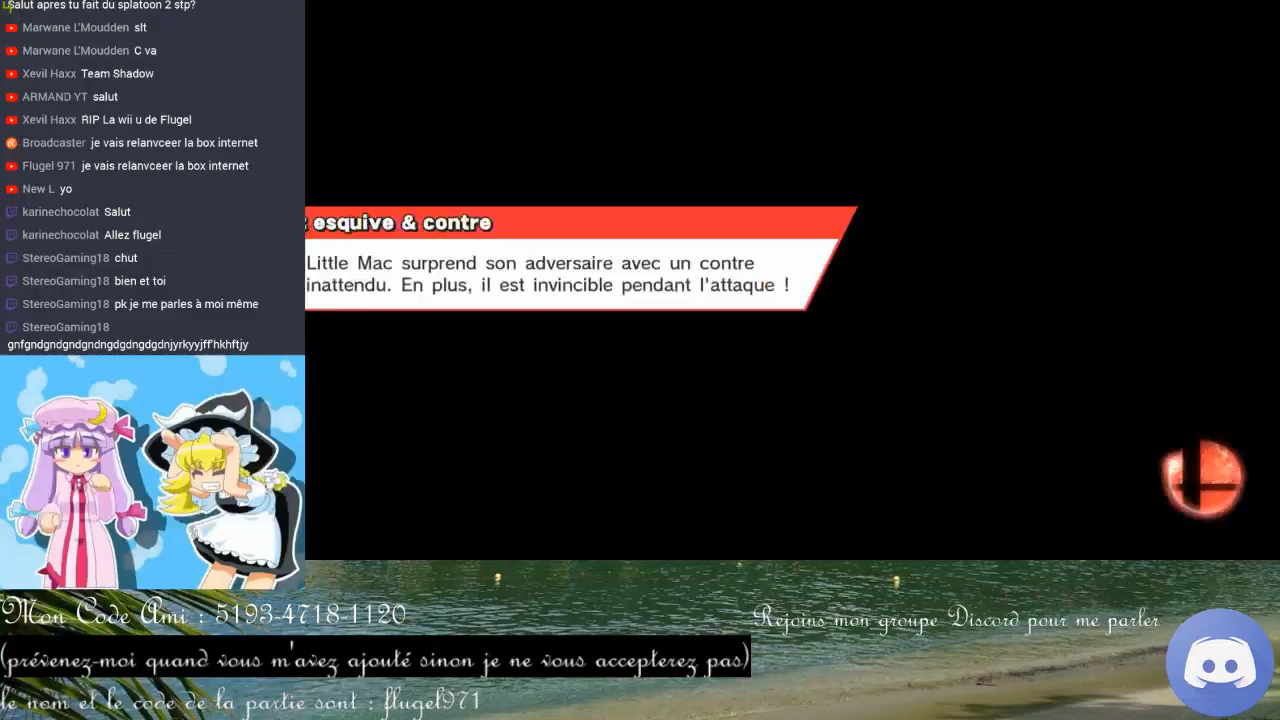 Salut apres tu fait du splatoon 2 stp?
Marwane L'Moudden slt
Marwane L'Moudden C va
Xevil Haxx Team Shadow
ARMAND YT salut
Xevil Haxx RIP La wii u de Flugel
Broadcaster je vais relanvceer la box internet
Flugel 971 je vais relanvceer la box internet
New L yo
karinechocolat Salut
karinechocolat Allez flugel
StereoGaming18 chut
StereoGaming18 bien et toi
StereoGaming18 pk je me parles à moi même
StereoGaming18
gnfgndgndgndgndngdgdngdgdnjyrkyyjff'hkhftjy
: esquive & contre
Little Mac surprend son adversaire avec un contre
inattendu. En plus, il est invincible pendant l'attaque !
Mon Code Ami : 5193-4718-1120
(prévenez-moi quand vous m'avez ajouté sinon je ne vous accepterez pas)
le nom et le code de la partie sont : flugel971
Rejoins mon groupe Discord pour me parler